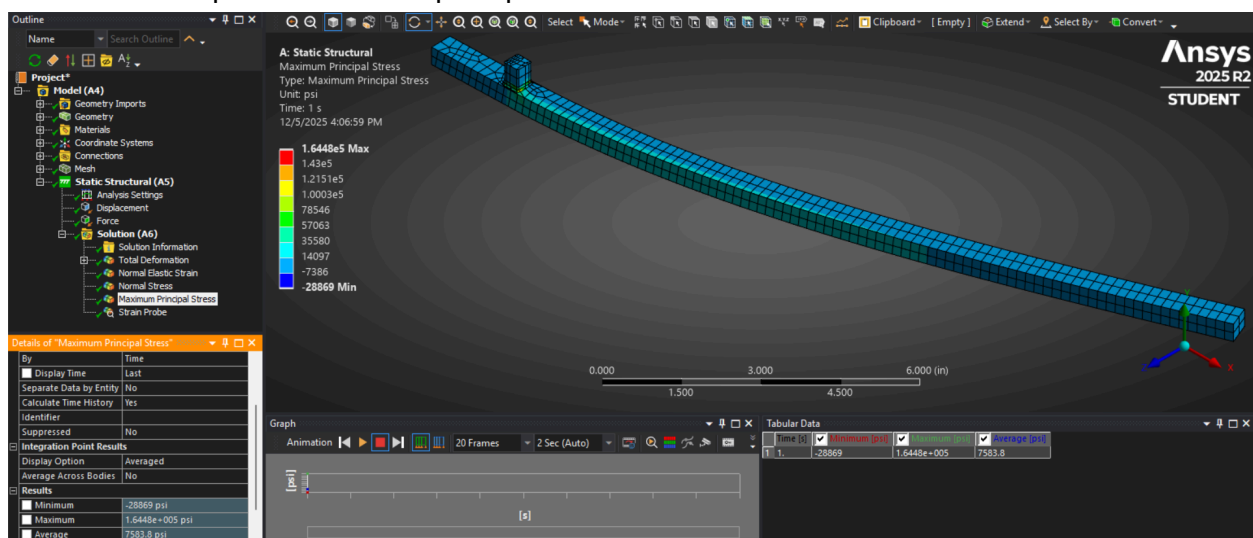 Outline
Name Search Outline
Project*
Model (A4)
Geometry Imports
Geometry
Materials
Coordinate Systems
Connections
Mesh
Static Structural (A5)
Analysis Settings
Displacement
Force
Solution (A6)
Solution Information
Total Deformation
Normal Elastic Strain
Normal Stress
Maximum Principal Stress
Strain Probe
Details of "Maximum Principal Stress"
By Time
Display Time Last
Separate Data by Entity No
Calculate Time History Yes
Identifier
Suppressed No
Integration Point Results
Display Option Averaged
Average Across Bodies No
Results
Minimum -28869 psi
Maximum 1.6448e+005 psi
Average 7583.8 psi
Select Mode Clipboard [ Empty ] Extend Select By Convert
A: Static Structural
Maximum Principal Stress
Type: Maximum Principal Stress
Unit: psi
Time: 1 s
12/5/2025 4:06:59 PM
1.6448e5 Max
1.43e5
1.2151e5
1.0003e5
78546
57063
35580
14097
-7386
-28869 Min
Ansys
2025 R2
STUDENT
Y
Z
X
0.000 3.000 6.000 (in)
1.500 4.500
Graph
Animation 20 Frames 2 Sec (Auto)
[psi]
[s]
Tabular Data
Time [s] Minimum [psi] Maximum [psi] Average [psi]
1 1. -28869 1.6448e+005 7583.8